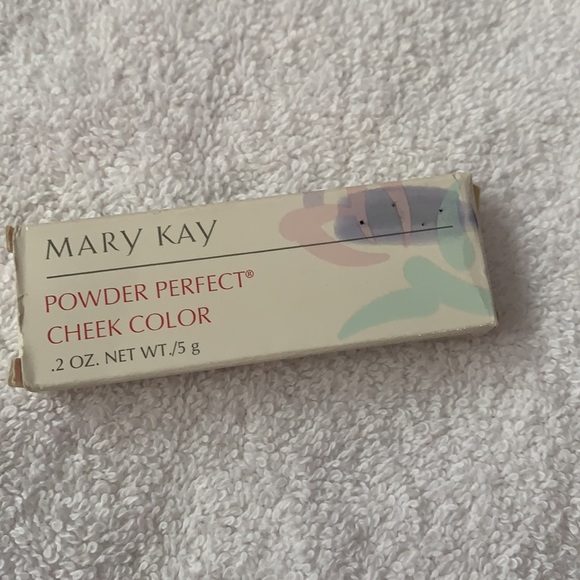 MARY KAY
POWDER PERFECT®
CHEEK COLOR
.2 OZ. NET WT./5 g